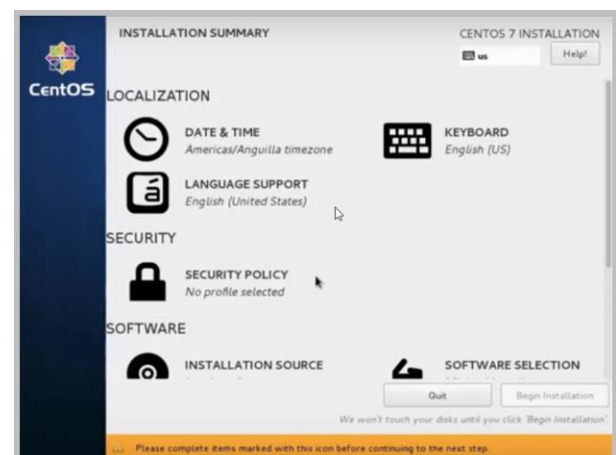 INSTALLATION SUMMARY
CENTOS 7 INSTALLATION
us
Help!
CentOS
LOCALIZATION
DATE & TIME
Americas/Anguilla timezone
KEYBOARD
English (US)
á
LANGUAGE SUPPORT
English (United States)
SECURITY
SECURITY POLICY
No profile selected
SOFTWARE
INSTALLATION SOURCE
SOFTWARE SELECTION
Quit
Begin Installation
We won't touch your disks until you click 'Begin Installation'.
Please complete items marked with this icon before continuing to the next step.